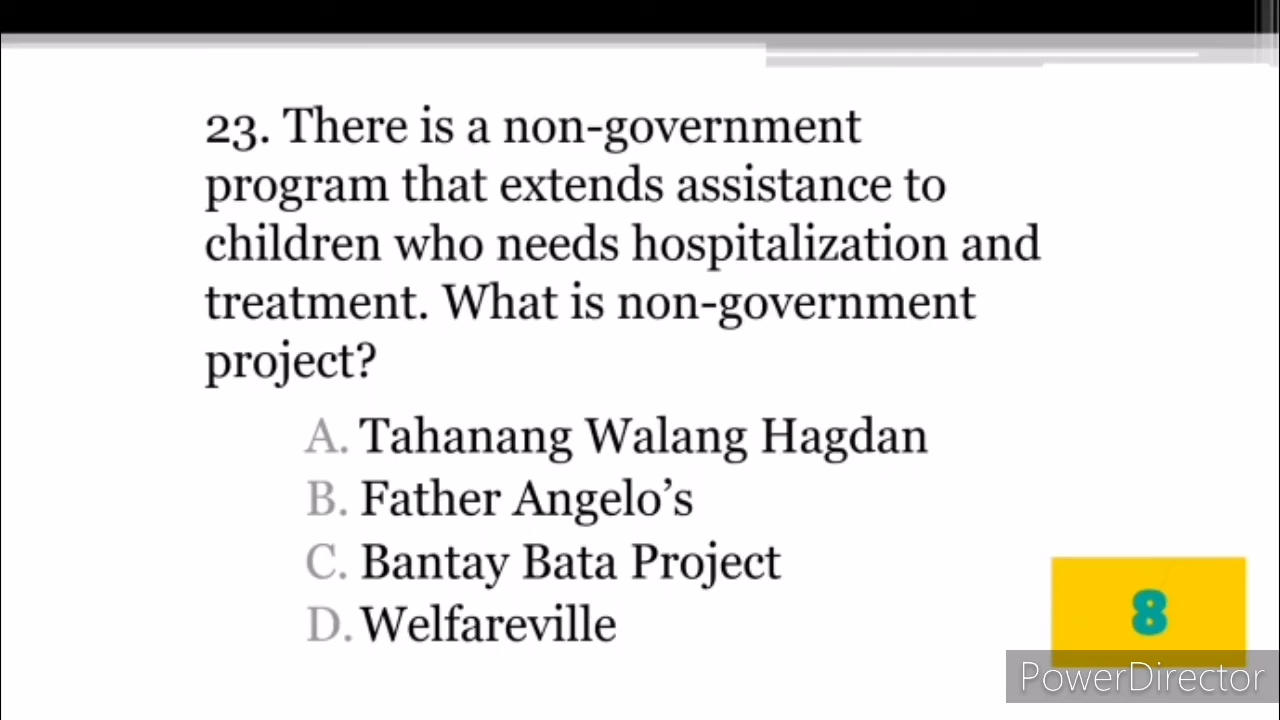 23. There is a non-government
program that extends assistance to
children who needs hospitalization and
treatment. What is non-government
project?
A. Tahanang Walang Hagdan
B. Father Angelo’s
C. Bantay Bata Project
D. Welfareville
8
PowerDirector